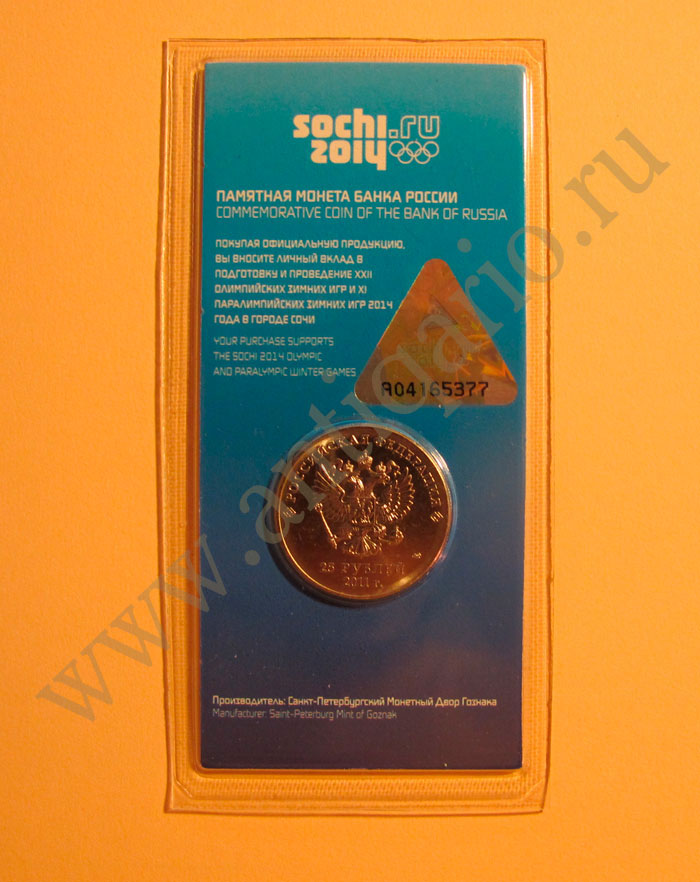 sochi.ru
2014
ПАМЯТНАЯ МОНЕТА БАНКА РОССИИ
COMMEMORATIVE COIN OF THE BANK OF RUSSIA
ПОКУПАЯ ОФИЦИАЛЬНУЮ ПРОДУКЦИЮ,
ВЫ ВНОСИТЕ ЛИЧНЫЙ ВКЛАД В
ПОДГОТОВКУ И ПРОВЕДЕНИЕ XXII
ОЛИМПИЙСКИХ ЗИМНИХ ИГР И XI
ПАРАЛИМПИЙСКИХ ЗИМНИХ ИГР 2014
ГОДА В ГОРОДЕ СОЧИ
YOUR PURCHASE SUPPORTS
THE SOCHI 2014 OLYMPIC
AND PARALYMPIC WINTER GAMES
A04165377
РОССИЙСКАЯ ФЕДЕРАЦИЯ
25 РУБЛЕЙ
2011 г.
Производитель: Санкт-Петербургский Монетный Двор Гознака
Manufacturer: Saint-Peterburg Mint of Goznak
www.antiqario.ru